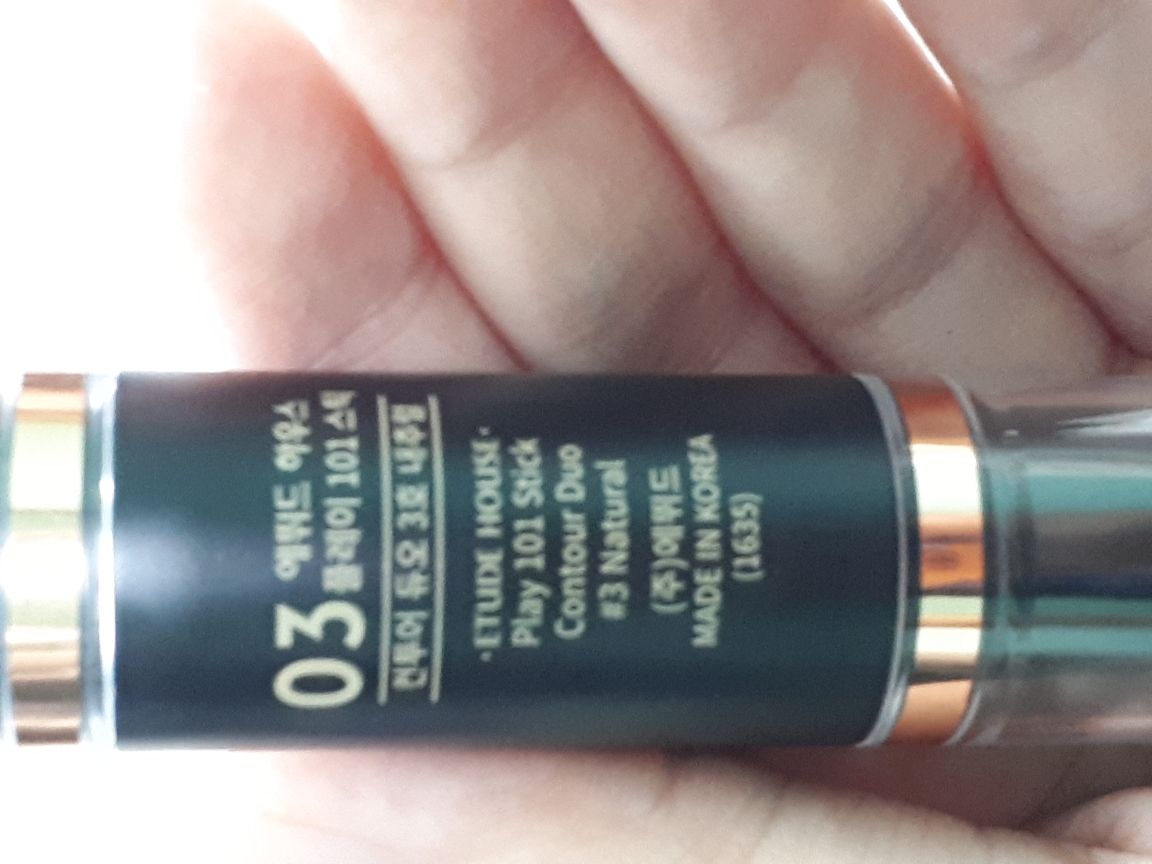 03 에뛰드 하우스
플레이 101 스틱
컨투어 듀오 3호 내추럴
·ETUDE HOUSE·
Play 101 Stick
Contour Duo
#3 Natural
(주)에뛰드
MADE IN KOREA
(1635)